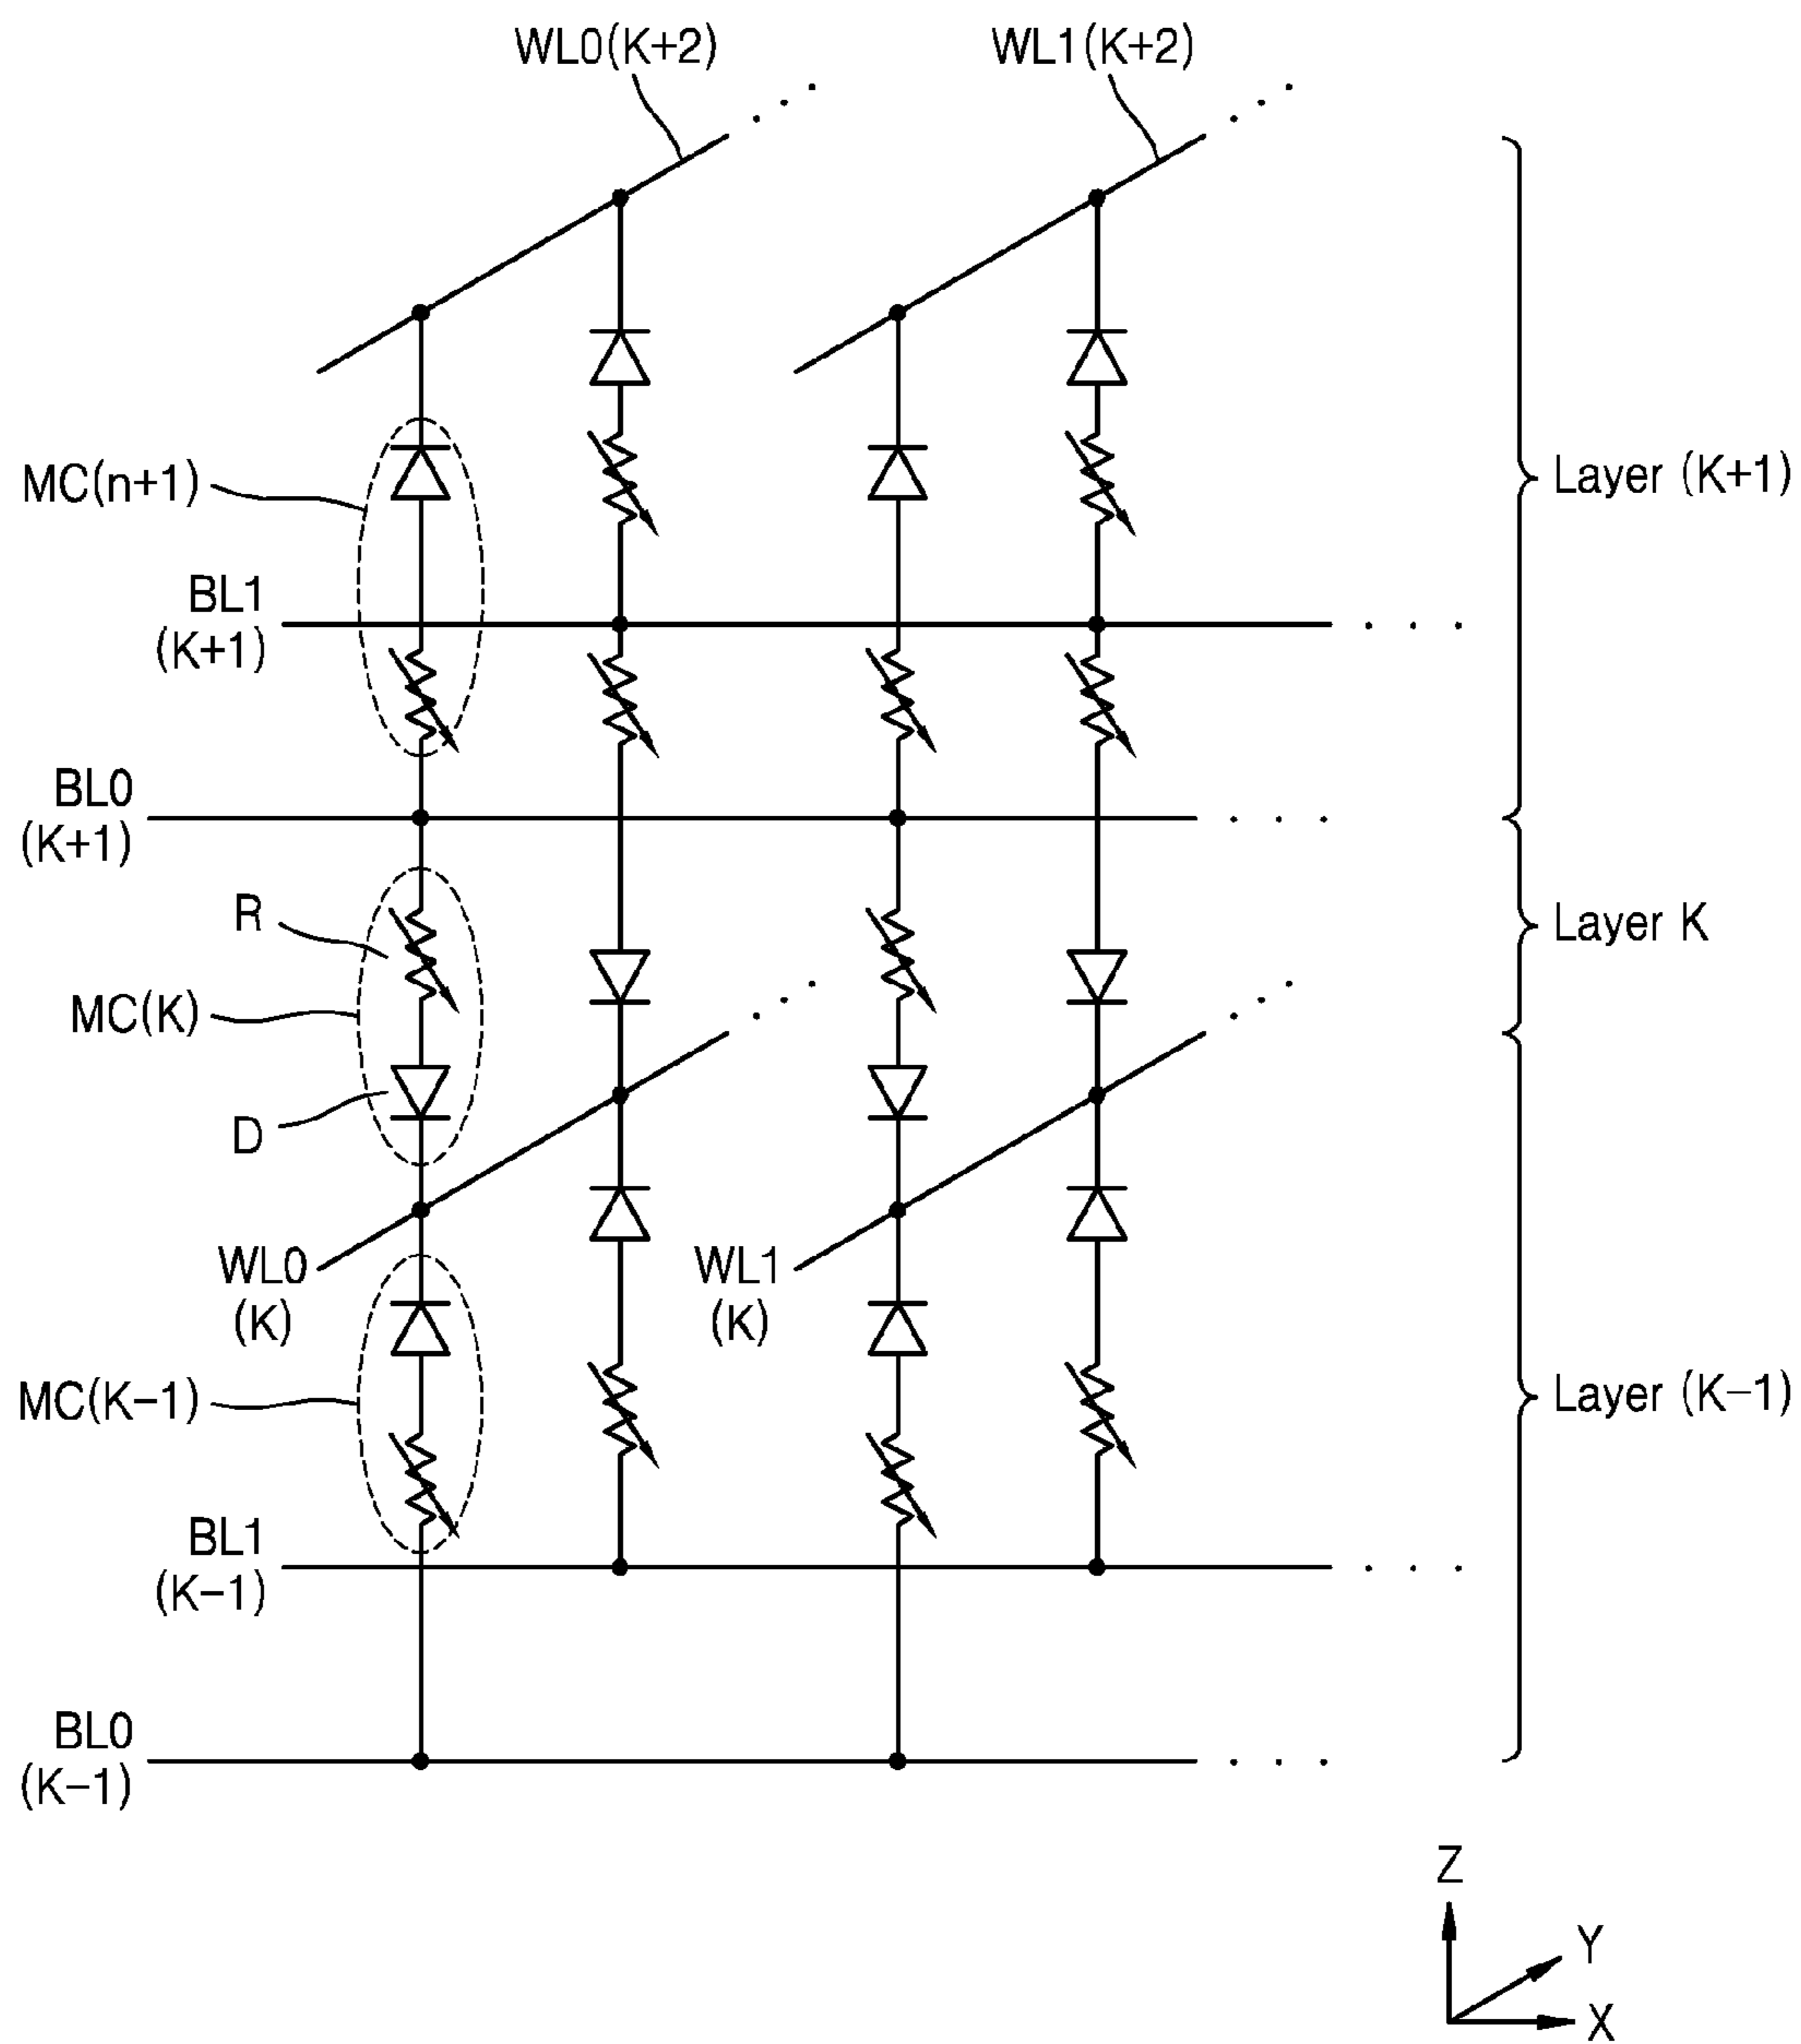 WL0(K+2)
WL1(K+2)
MC(n+1)
Layer (K+1)
BL1
(K+1)
BL0
(K+1)
R
Layer K
MC(K)
D
WL0
(K)
WL1
(K)
MC(K-1)
Layer (K-1)
BL1
(K-1)
BL0
(K-1)
Z
Y
X